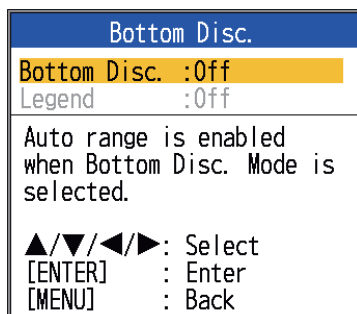 Bottom Disc.
Bottom Disc. :Off
Legend :Off
Auto range is enabled
when Bottom Disc. Mode is
selected.
▲/▼/◀/▶: Select
[ENTER] : Enter
[MENU] : Back